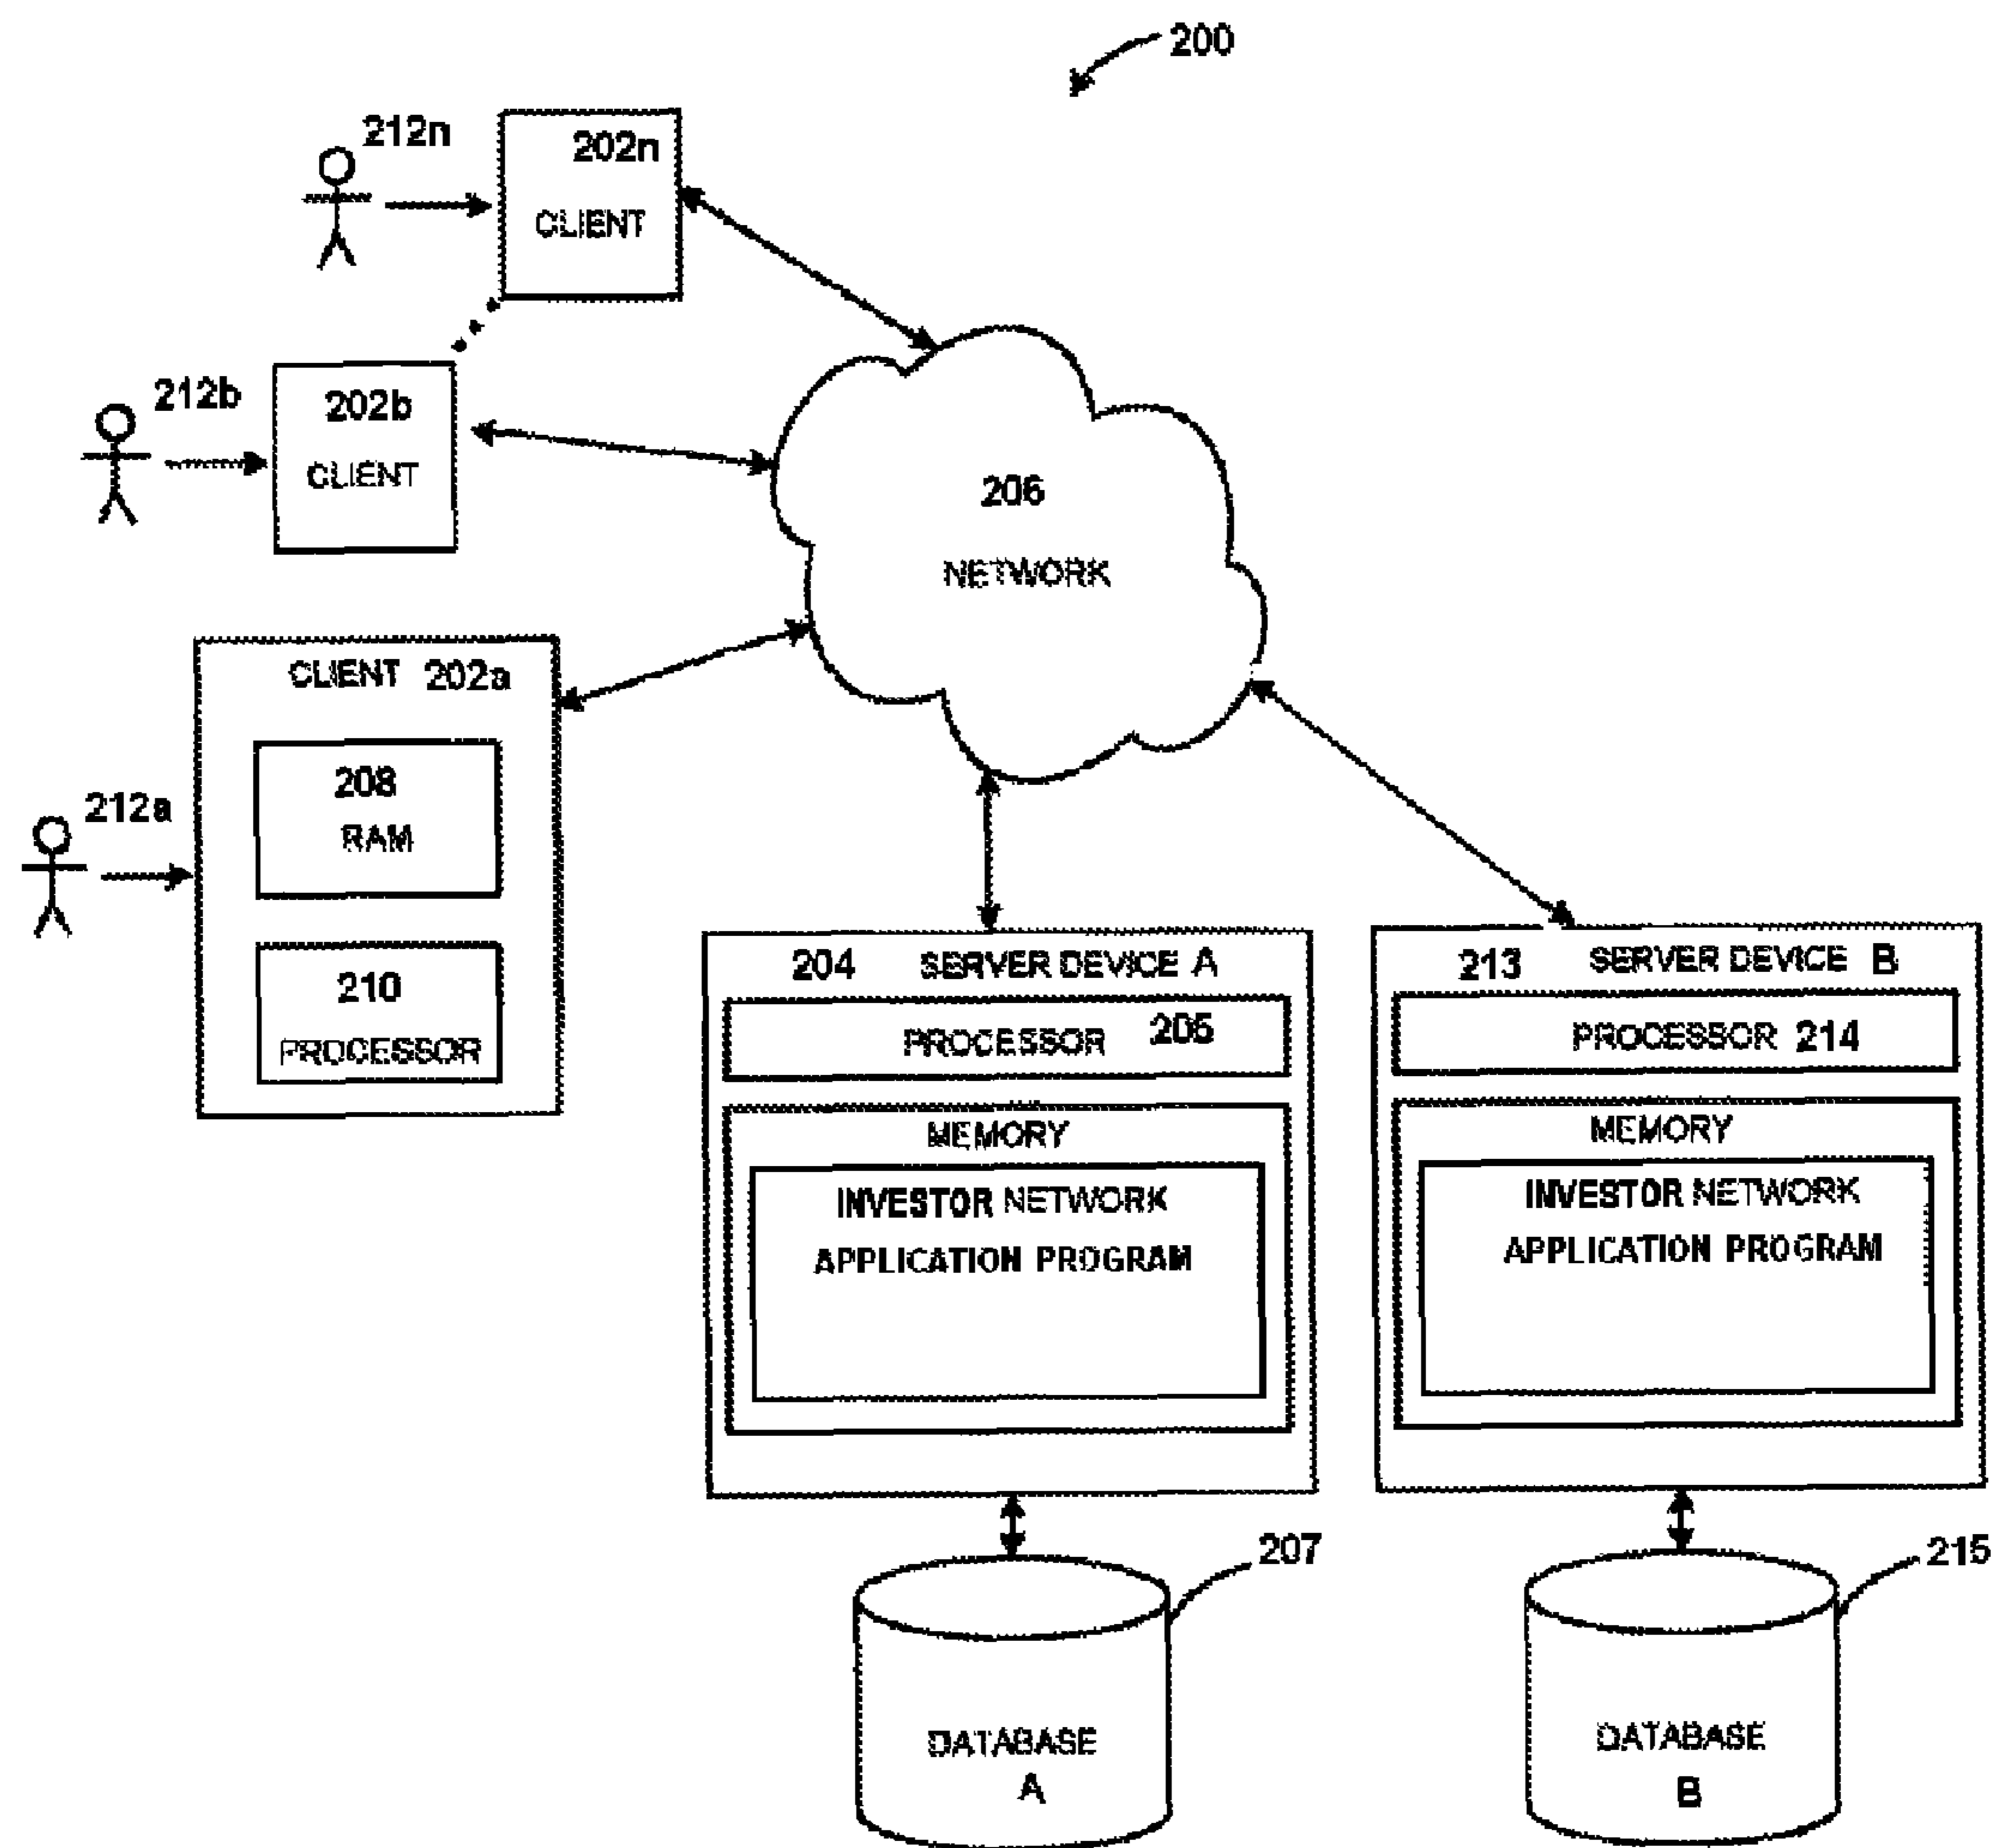 200
212n
202n
CLIENT
212b
202b
CLIENT
206
NETWORK
CLIENT 202a
208
RAM
212a
210
PROCESSOR
204 SERVER DEVICE A
PROCESSOR 205
MEMORY
INVESTOR NETWORK
APPLICATION PROGRAM
213 SERVER DEVICE B
PROCESSOR 214
MEMORY
INVESTOR NETWORK
APPLICATION PROGRAM
207
DATABASE
A
215
DATABASE
B